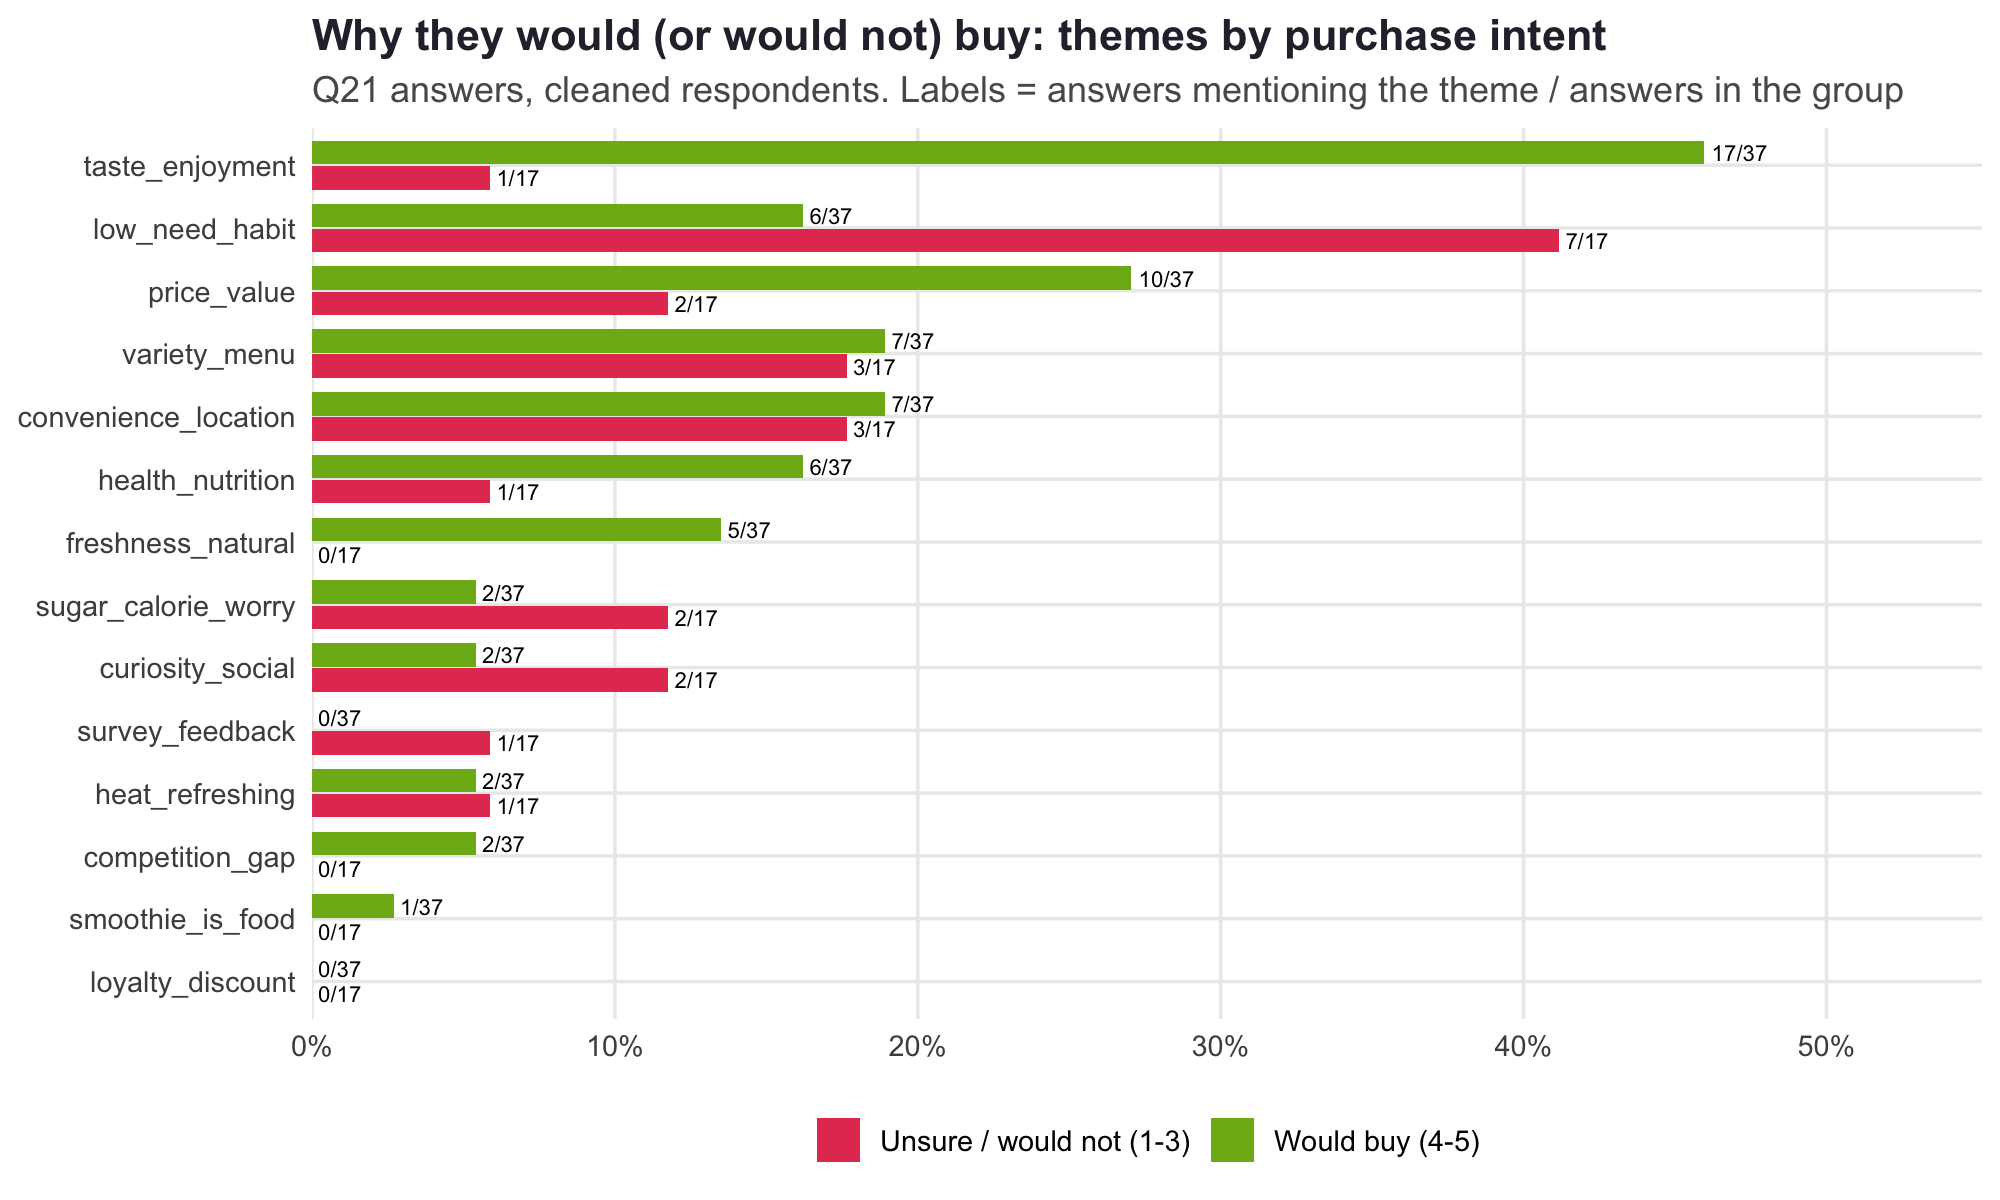 Why they would (or would not) buy: themes by purchase intent
Q21 answers, cleaned respondents. Labels = answers mentioning the theme / answers in the group
taste_enjoyment
17/37
1/17
low_need_habit
6/37
7/17
price_value
10/37
2/17
variety_menu
7/37
3/17
convenience_location
7/37
3/17
health_nutrition
6/37
1/17
freshness_natural
5/37
0/17
sugar_calorie_worry
2/37
2/17
curiosity_social
2/37
2/17
survey_feedback
0/37
1/17
heat_refreshing
2/37
1/17
competition_gap
2/37
0/17
smoothie_is_food
1/37
0/17
loyalty_discount
0/37
0/17
0% 10% 20% 30% 40% 50%
Unsure / would not (1-3) Would buy (4-5)